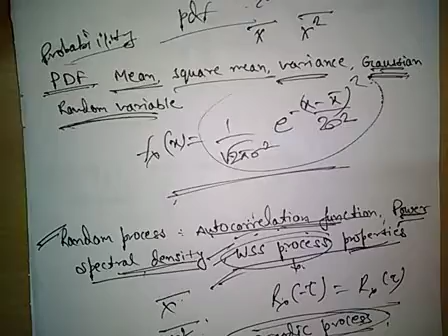 pdf
Probability x̄ x̄²
PDF Mean, square mean, variance, Gaussian
Random variable
fx(x) = 1/√2πσ² e^-(x-x̄)²/2σ²
Random process : Autocorrelation function, Power
spectral density, WSS process properties
x̄ Rx(-τ) = Rx(τ)
process